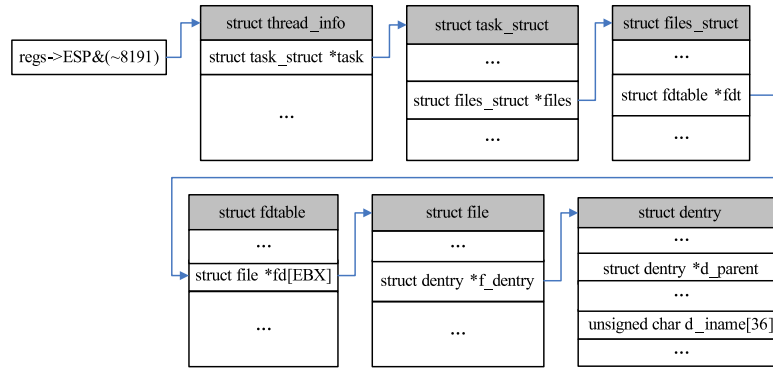 regs->ESP&(~8191)
struct thread_info
struct task_struct *task
...
struct task_struct
...
struct files_struct *files
...
struct files_struct
...
struct fdtable *fdt
...
struct fdtable
...
struct file *fd[EBX]
...
struct file
...
struct dentry *f_dentry
...
struct dentry
...
struct dentry *d_parent
...
unsigned char d_iname[36]
...